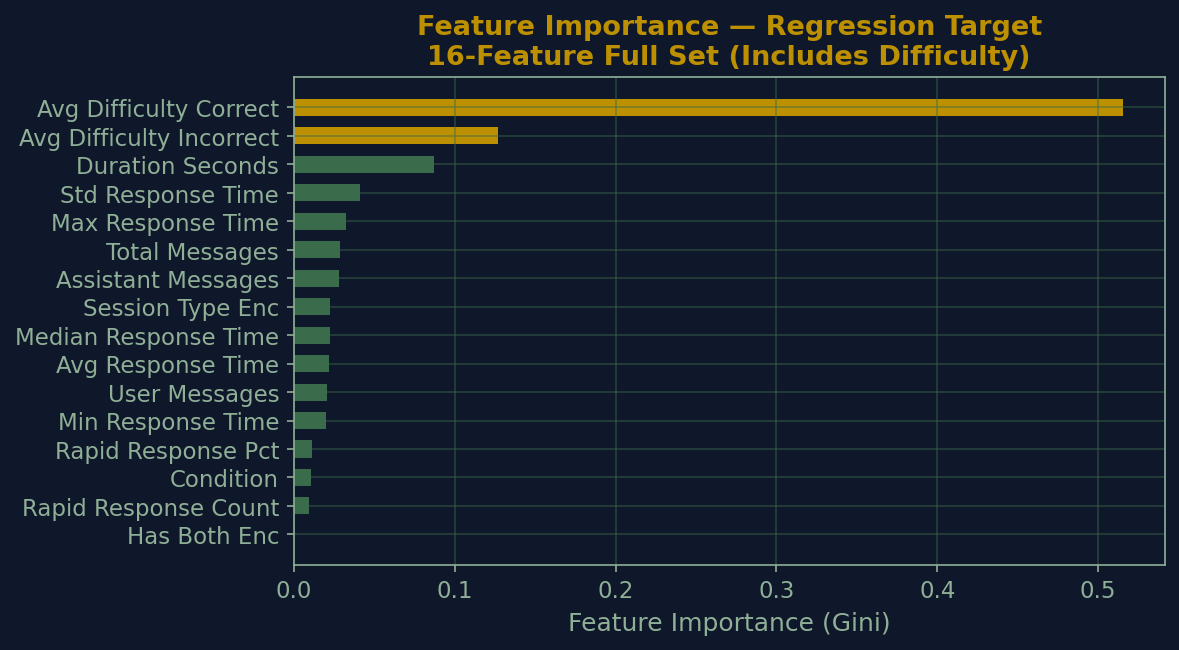 Feature Importance — Regression Target
16-Feature Full Set (Includes Difficulty)
Avg Difficulty Correct
Avg Difficulty Incorrect
Duration Seconds
Std Response Time
Max Response Time
Total Messages
Assistant Messages
Session Type Enc
Median Response Time
Avg Response Time
User Messages
Min Response Time
Rapid Response Pct
Condition
Rapid Response Count
Has Both Enc
0.0 0.1 0.2 0.3 0.4 0.5
Feature Importance (Gini)